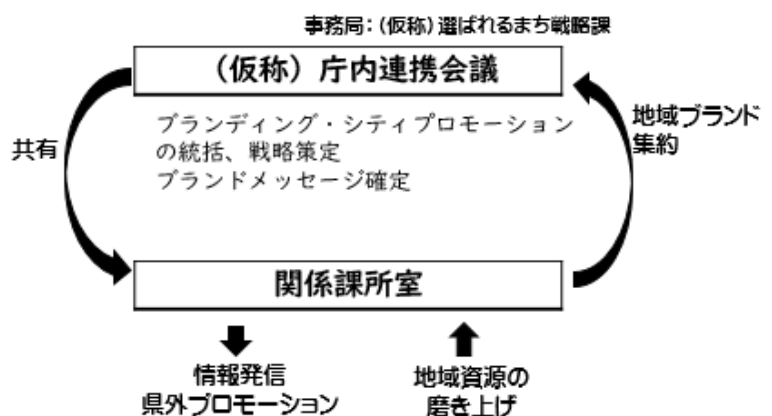 事務局：（仮称）選ばれるまち戦略課
（仮称）庁内連携会議
ブランディング・シティプロモーション
の統括、戦略策定
ブランドメッセージ確定
共有
地域ブランド
集約
関係課所室
情報発信
県外プロモーション
地域資源の
磨き上げ